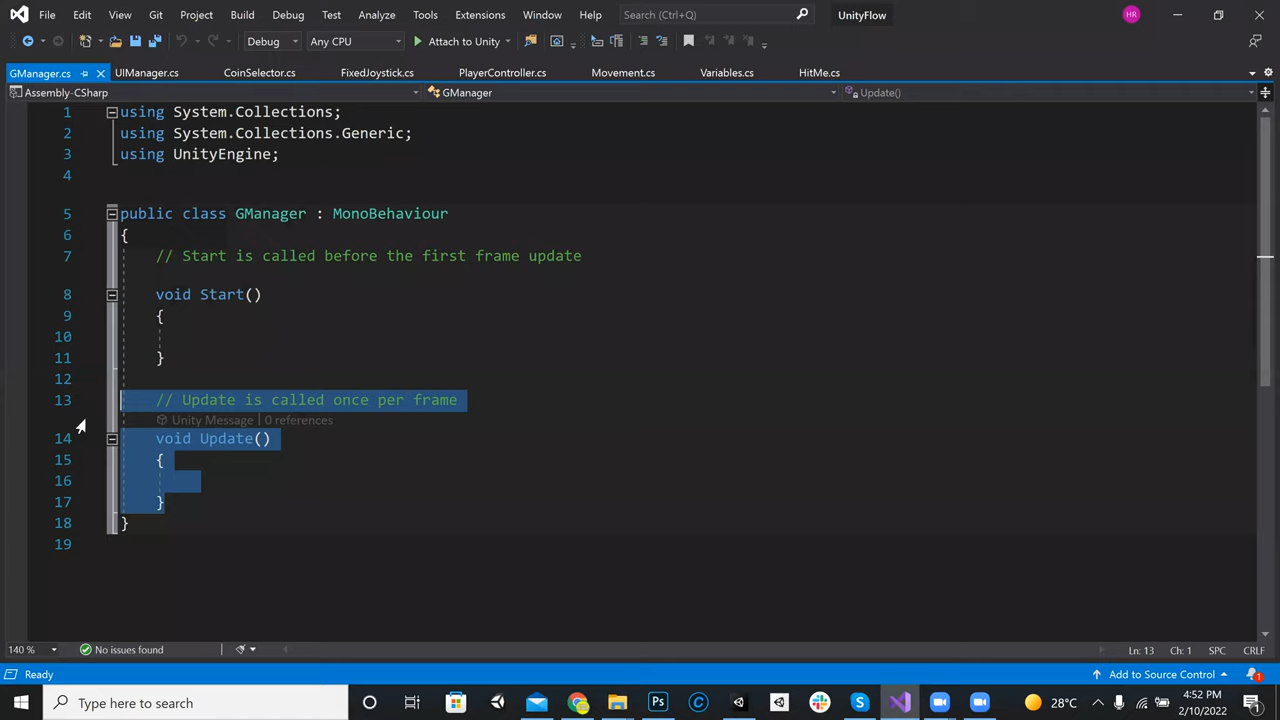 File Edit View Git Project Build Debug Test Analyze Tools Extensions Window Help Search (Ctrl+Q) UnityFlow HR
Debug Any CPU Attach to Unity
GManager.cs UIManager.vs CoinSelector.cs FixedJoystick.cs PlayerController.cs Movement.cs Variables.cs HitMe.cs
Assembly-CSharp GManager Update()
1 using System.Collections;
2 using System.Collections.Generic;
3 using UnityEngine;
4
5 public class GManager : MonoBehaviour
6 {
7 // Start is called before the first frame update
8 void Start()
9 {
10
11 }
12
13 // Update is called once per frame
Unity Message | 0 references
14 void Update()
15 {
16
17 }
18 }
19
140 % No issues found Ln: 13 Ch: 1 SPC CRLF
Ready Add to Source Control 1
Type here to search Ps S 28°C 4:52 PM
2/10/2022